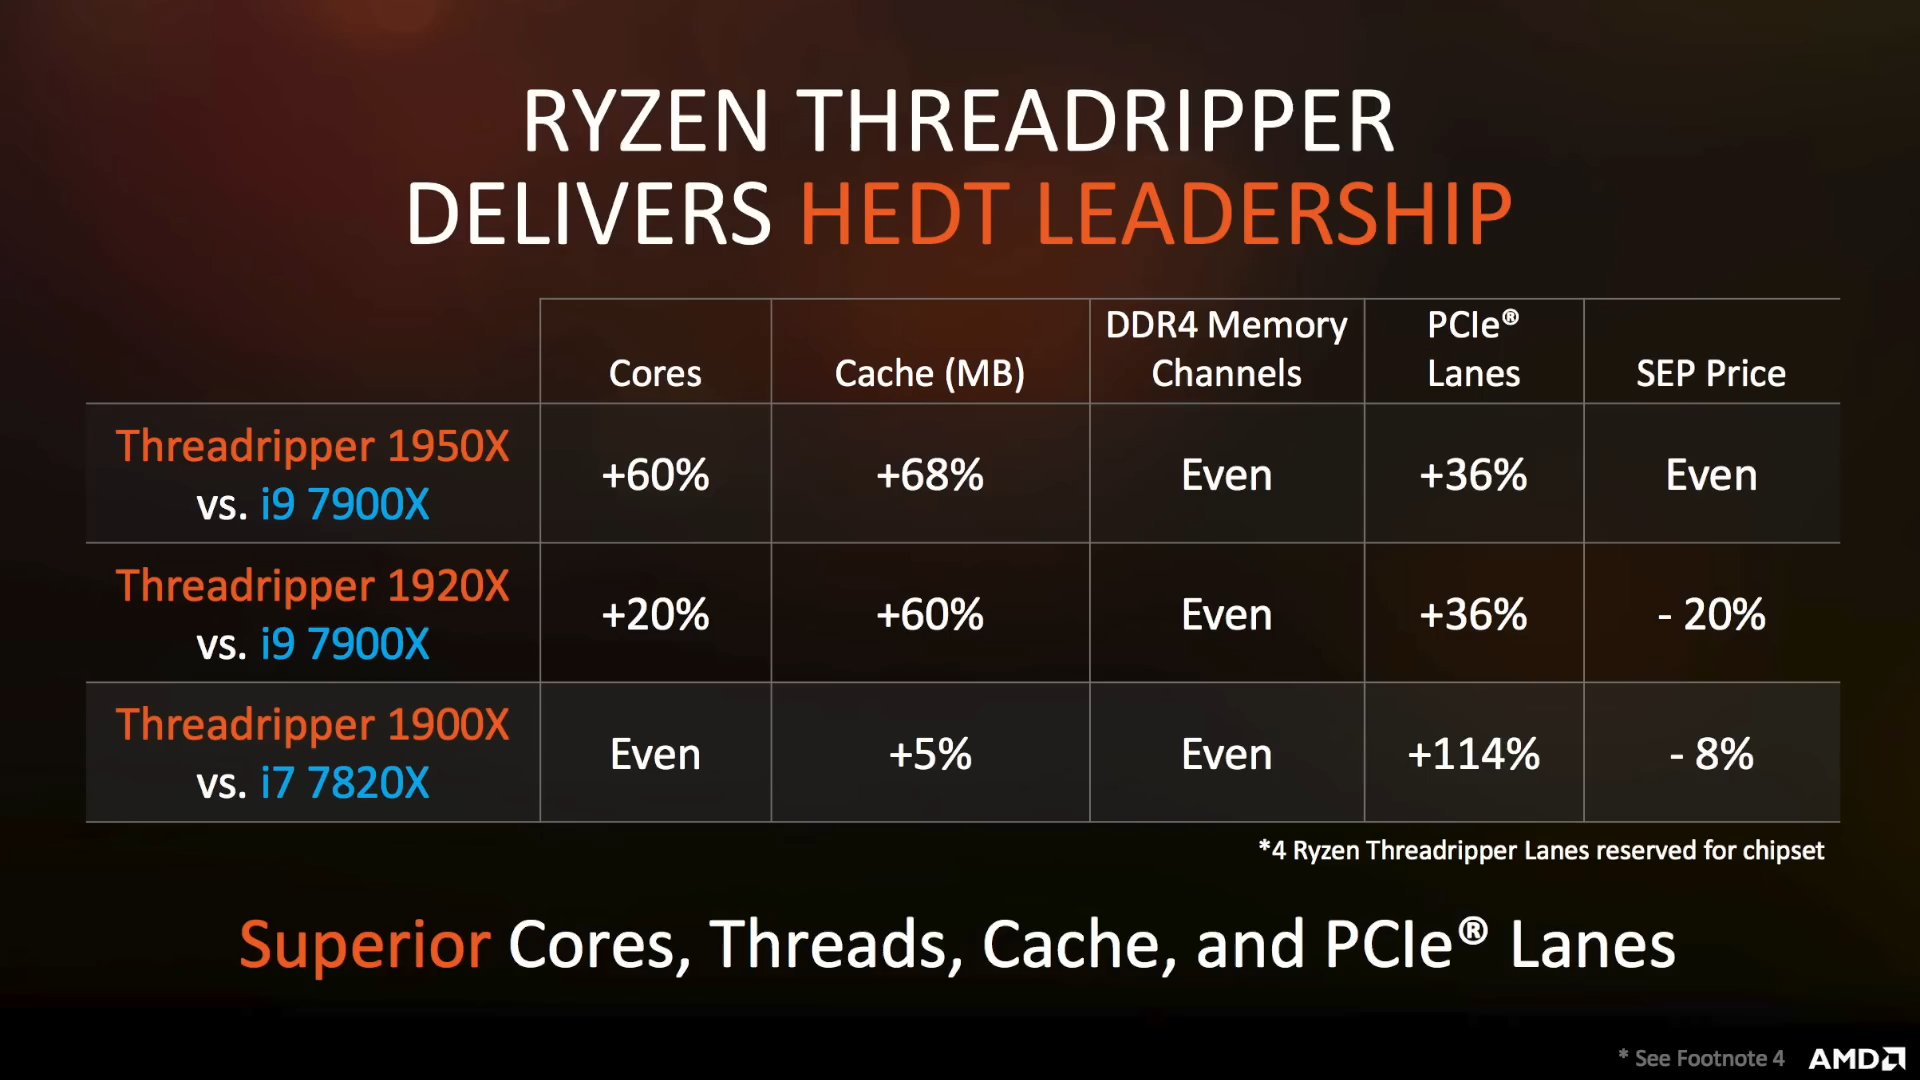 RYZEN THREADRIPPER
DELIVERS HEDT LEADERSHIP
Cores
Cache (MB)
DDR4 Memory
Channels
PCIe®
Lanes
SEP Price
Threadripper 1950X
vs. i9 7900X
+60%
+68%
Even
+36%
Even
Threadripper 1920X
vs. i9 7900X
+20%
+60%
Even
+36%
- 20%
Threadripper 1900X
vs. i7 7820X
Even
+5%
Even
+114%
- 8%
*4 Ryzen Threadripper Lanes reserved for chipset
Superior Cores, Threads, Cache, and PCIe® Lanes
* See Footnote 4
AMD